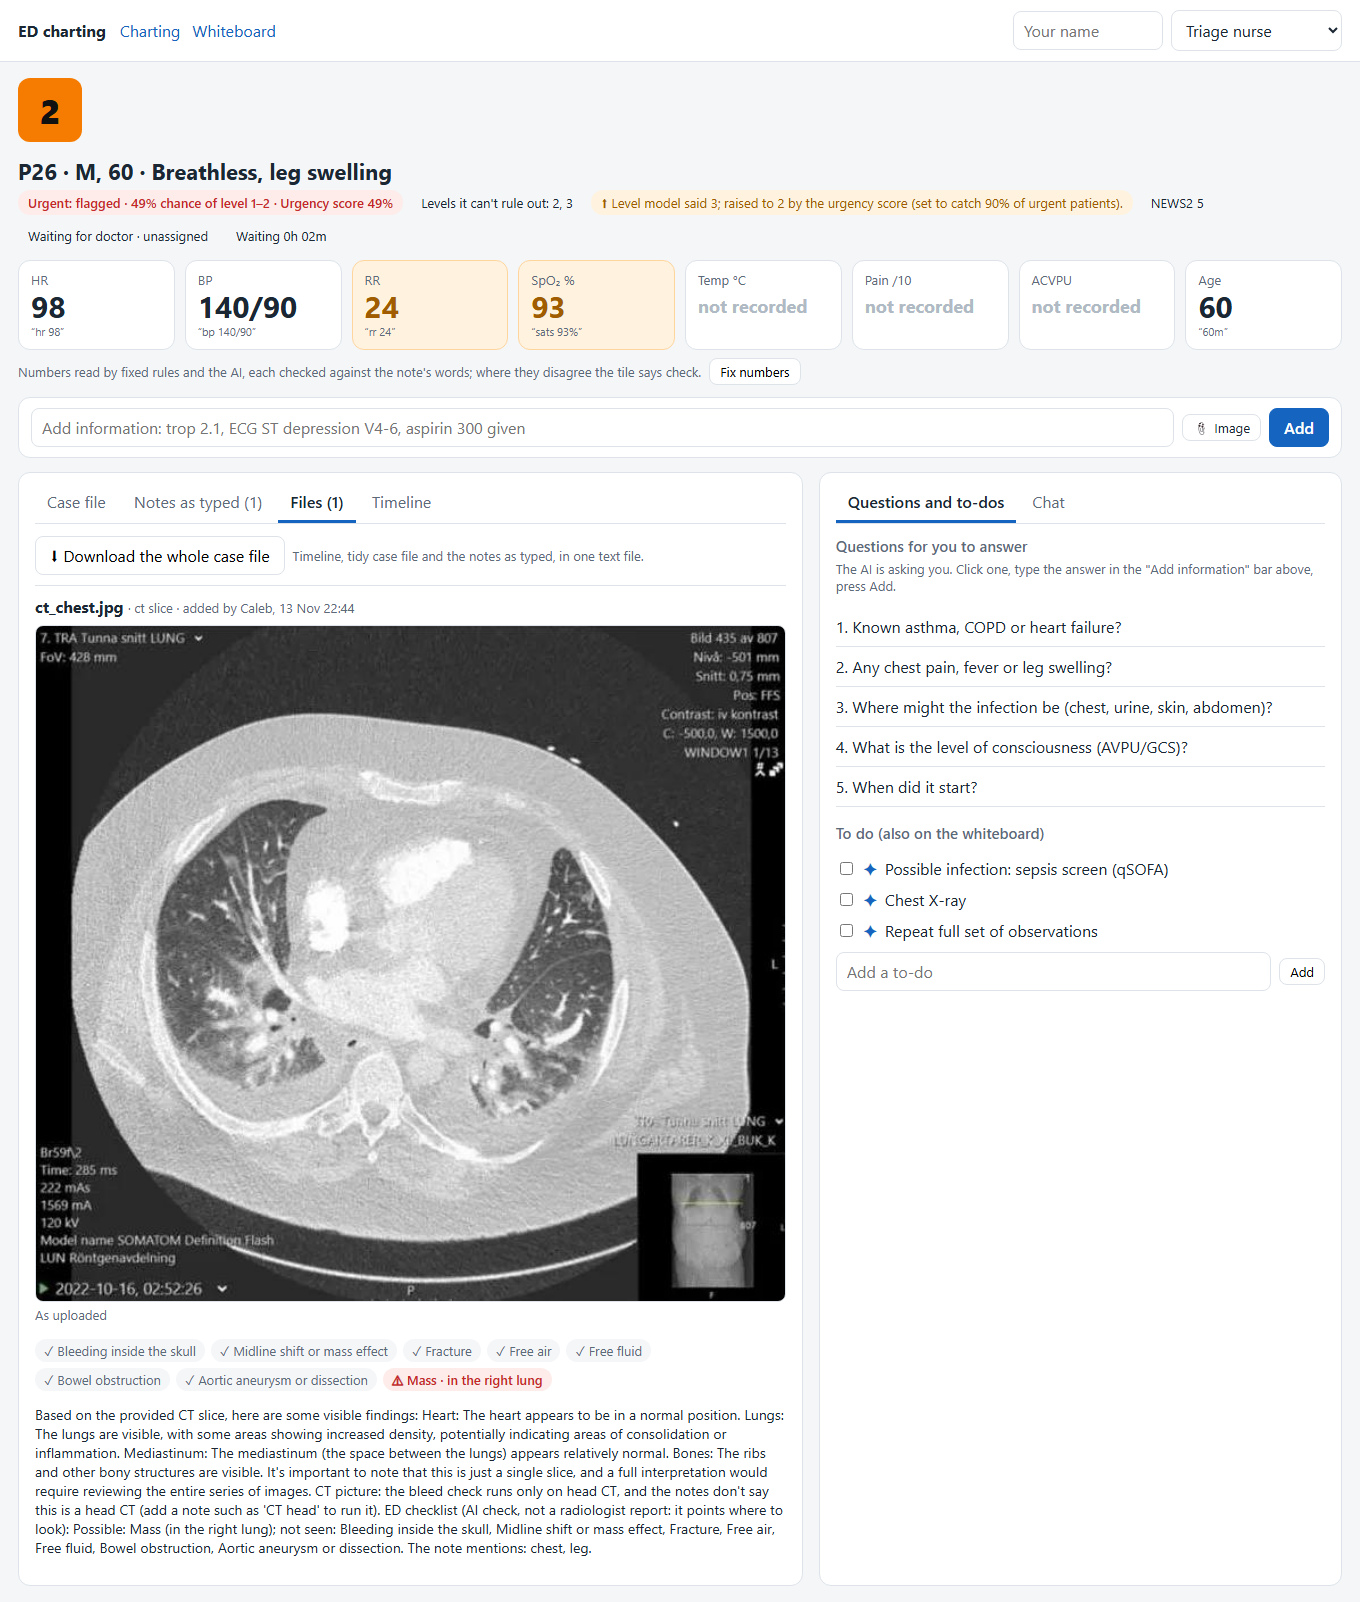 ED charting Charting Whiteboard Your name Triage nurse
2
P26 · M, 60 · Breathless, leg swelling
Urgent: flagged · 49% chance of level 1–2 · Urgency score 49% Levels it can't rule out: 2, 3 ⬆ Level model said 3; raised to 2 by the urgency score (set to catch 90% of urgent patients). NEWS2 5
Waiting for doctor · unassigned Waiting 0h 02m
HR
98
“hr 98”
BP
140/90
“bp 140/90”
RR
24
“rr 24”
SpO₂ %
93
“sats 93%”
Temp °C
not recorded
Pain /10
not recorded
ACVPU
not recorded
Age
60
“60m”
Numbers read by fixed rules and the AI, each checked against the note's words; where they disagree the tile says check. Fix numbers
Add information: trop 2.1, ECG ST depression V4-6, aspirin 300 given Image Add
Case file Notes as typed (1) Files (1) Timeline
⬇ Download the whole case file Timeline, tidy case file and the notes as typed, in one text file.
ct_chest.jpg · ct slice · added by Caleb, 13 Nov 22:44
7. TRA Tunna snitt LUNG
FoV: 428 mm
Bild 435 av 807
Nivå: -501 mm
Snitt: 0,75 mm
Pos: FFS
Contrast: iv kontrast
C: -500,0, W: 1500,0
WINDOW1 1/13
L
TRA Tunna snitt LUNG
Time: 285 ms
222 mAs
1569 mA
120 kV
Model name SOMATOM Definition Flash
LUN Röntgenavdelning
2022-10-16, 02:52:26
P
807
L
F
As uploaded
✓ Bleeding inside the skull ✓ Midline shift or mass effect ✓ Fracture ✓ Free air ✓ Free fluid
✓ Bowel obstruction ✓ Aortic aneurysm or dissection ⚠ Mass · in the right lung
Based on the provided CT slice, here are some visible findings: Heart: The heart appears to be in a normal position. Lungs:
The lungs are visible, with some areas showing increased density, potentially indicating areas of consolidation or
inflammation. Mediastinum: The mediastinum (the space between the lungs) appears relatively normal. Bones: The ribs
and other bony structures are visible. It's important to note that this is just a single slice, and a full interpretation would
require reviewing the entire series of images. CT picture: the bleed check runs only on head CT, and the notes don't say
this is a head CT (add a note such as 'CT head' to run it). ED checklist (AI check, not a radiologist report: it points where to
look): Possible: Mass (in the right lung); not seen: Bleeding inside the skull, Midline shift or mass effect, Fracture, Free air,
Free fluid, Bowel obstruction, Aortic aneurysm or dissection. The note mentions: chest, leg.
Questions and to-dos Chat
Questions for you to answer
The AI is asking you. Click one, type the answer in the "Add information" bar above,
press Add.
1. Known asthma, COPD or heart failure?
2. Any chest pain, fever or leg swelling?
3. Where might the infection be (chest, urine, skin, abdomen)?
4. What is the level of consciousness (AVPU/GCS)?
5. When did it start?
To do (also on the whiteboard)
Possible infection: sepsis screen (qSOFA)
Chest X-ray
Repeat full set of observations
Add a to-do Add